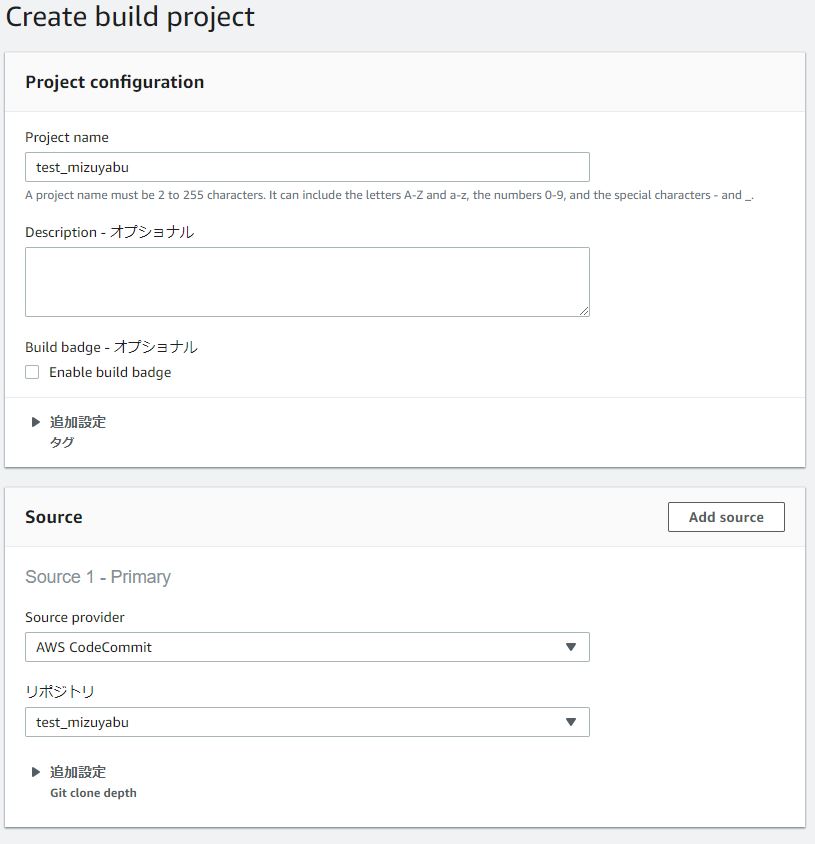 Create build project
Project configuration
Project name
test_mizuyabu
A project name must be 2 to 255 characters. It can include the letters A-Z and a-z, the numbers 0-9, and the special characters - and _.
Description - オプショナル
Build badge - オプショナル
Enable build badge
追加設定
タグ
Source
Add source
Source 1 - Primary
Source provider
AWS CodeCommit
リポジトリ
test_mizuyabu
追加設定
Git clone depth